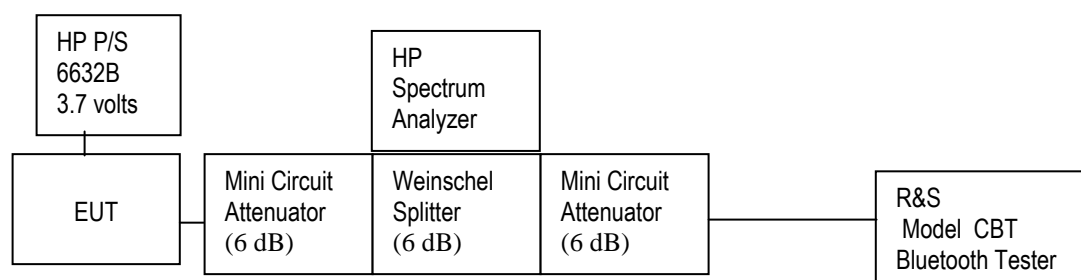 HP P/S
6632B
3.7 volts
HP
Spectrum
Analyzer
EUT
Mini Circuit
Attenuator
(6 dB)
Weinschel
Splitter
(6 dB)
Mini Circuit
Attenuator
(6 dB)
R&S
Model CBT
Bluetooth Tester